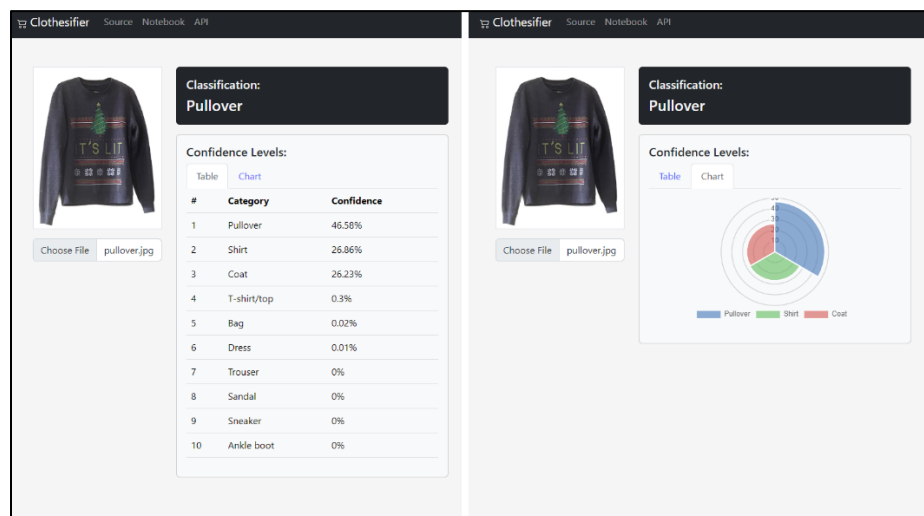 Clothesifier Source Notebook API
IT'S LIT
Choose File pullover.jpg
Classification:
Pullover
Confidence Levels:
Table Chart
# Category Confidence
1 Pullover 46.58%
2 Shirt 26.86%
3 Coat 26.23%
4 T-shirt/top 0.3%
5 Bag 0.02%
6 Dress 0.01%
7 Trouser 0%
8 Sandal 0%
9 Sneaker 0%
10 Ankle boot 0%
Clothesifier Source Notebook API
IT'S LIT
Choose File pullover.jpg
Classification:
Pullover
Confidence Levels:
Table Chart
50
40
30
20
10
Pullover Shirt Coat